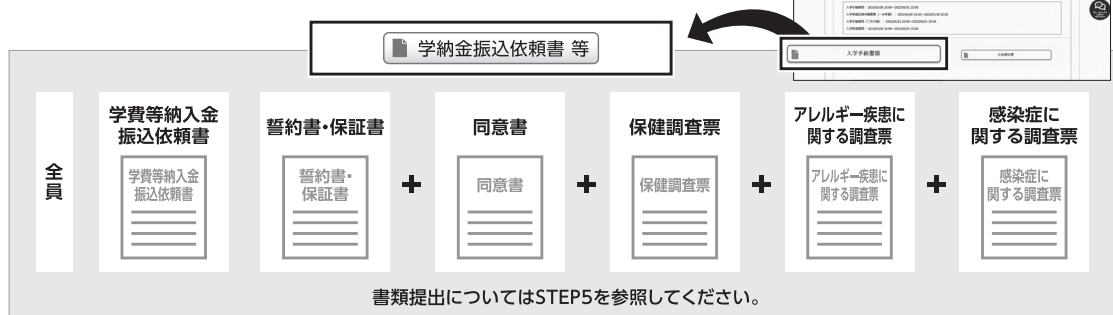 学納金振込依頼書 等
入学手続書類
全員
学費等納入金
振込依頼書
学費等納入金
振込依頼書
誓約書・保証書
誓約書・
保証書
+
同意書
同意書
+
保健調査票
保健調査票
+
アレルギー疾患に
関する調査票
アレルギー疾患に
関する調査票
+
感染症に
関する調査票
感染症に
関する調査票
書類提出についてはSTEP5を参照してください。